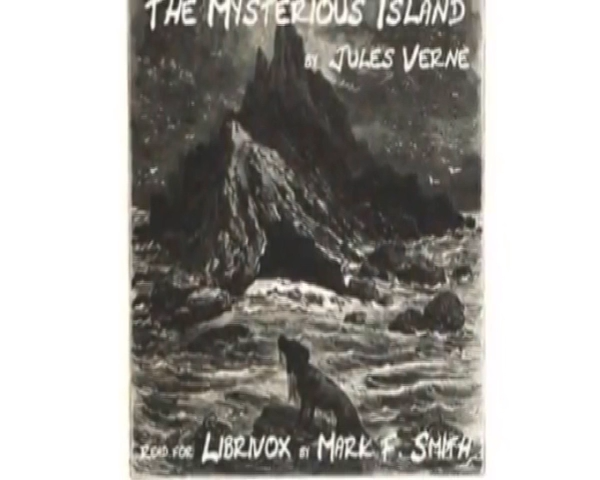 THE MYSTERIOUS ISLAND
BY JULES VERNE
READ FOR LIBRIVOX BY MARK F. SMITH